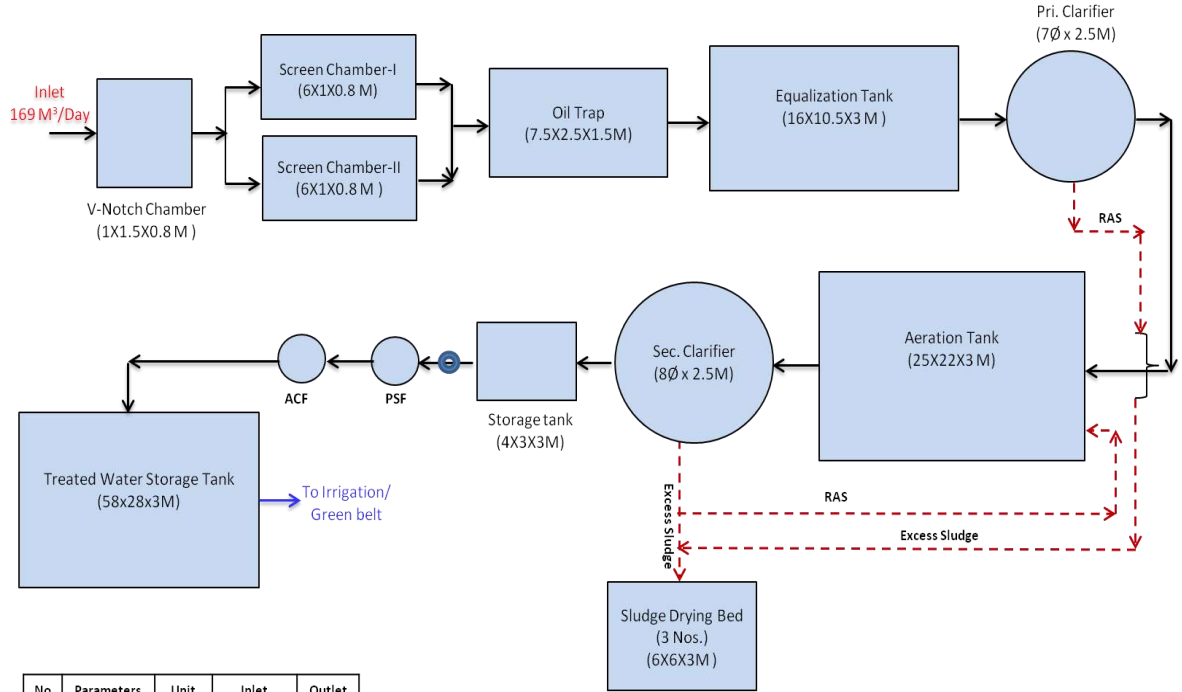 Pri. Clarifier
(7Ø x 2.5M)
Inlet
169 M³/Day
Screen Chamber-I
(6X1X0.8 M)
Oil Trap
(7.5X2.5X1.5M)
Equalization Tank
(16X10.5X3 M )
Screen Chamber-II
(6X1X0.8 M )
V-Notch Chamber
(1X1.5X0.8 M )
RAS
Aeration Tank
(25X22X3 M )
Sec. Clarifier
(8Ø x 2.5M)
ACF
PSF
Storage tank
(4X3X3M)
Treated Water Storage Tank
(58x28x3M)
To Irrigation/
Green belt
Excess Sludge
RAS
Excess Sludge
Sludge Drying Bed
(3 Nos.)
(6X6X3M )
No Parameters Unit Inlet Outlet